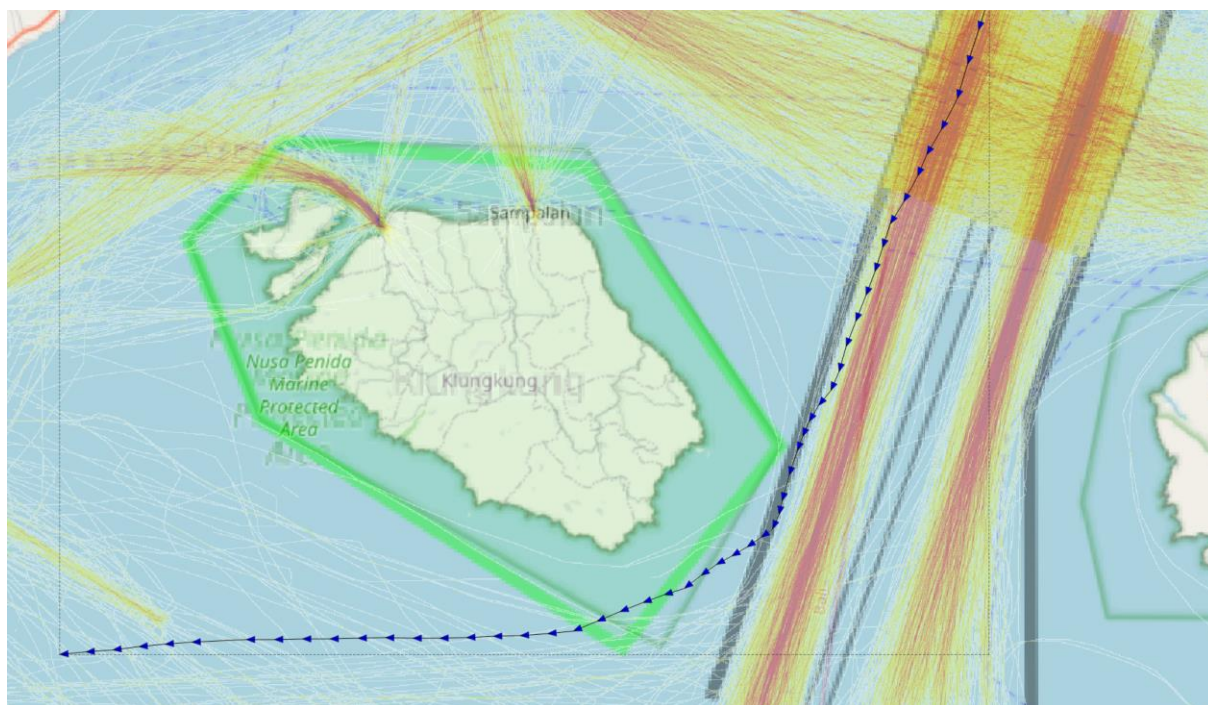 Sampalan
Nusa Penida
Marine
Protected
Area
Klungkung